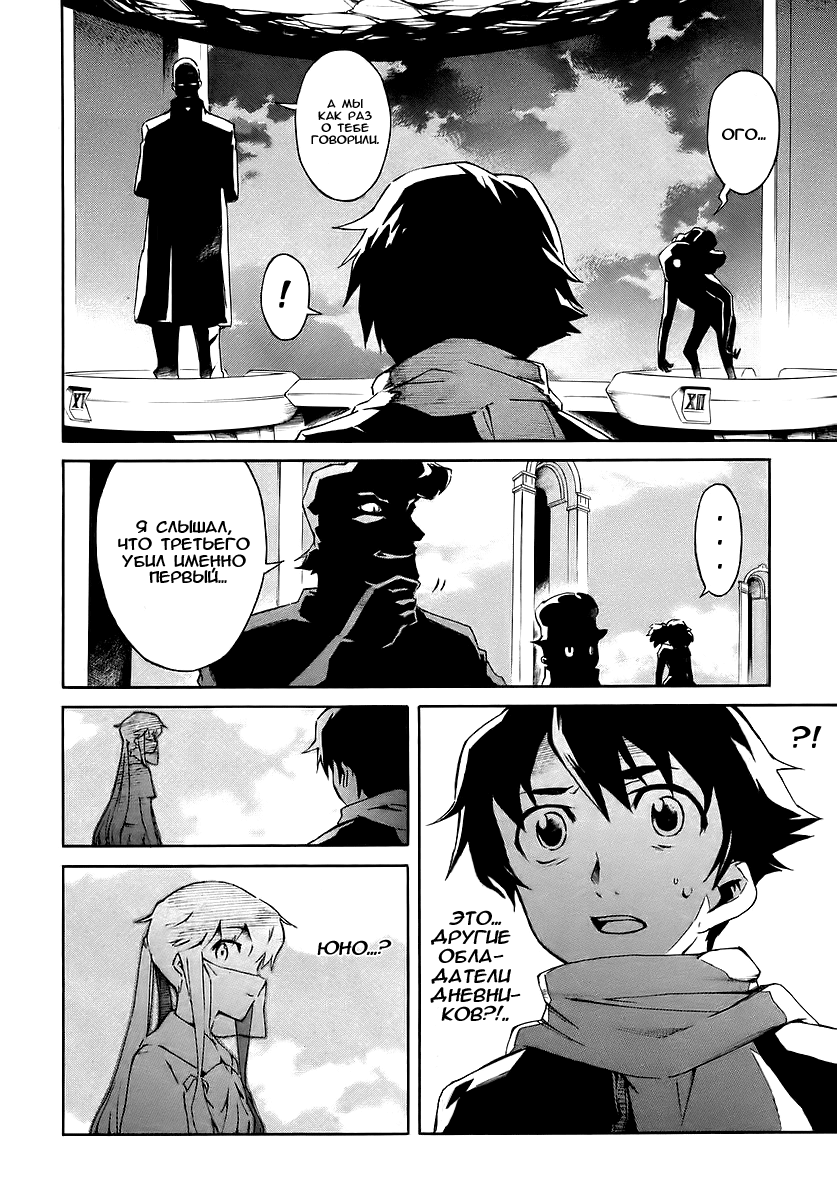 ОГО...
А МЫ
КАК РАЗ
О ТЕБЕ
ГОВОРИЛИ.
!
XI
XII
...
Я СЛЫШАЛ,
ЧТО ТРЕТЬЕГО
УБИЛ ИМЕННО
ПЕРВЫЙ...
?!
ЭТО...
ДРУГИЕ
ОБЛА-
ДАТЕЛИ
ДНЕВНИ-
КОВ?!..
ЮНО...?